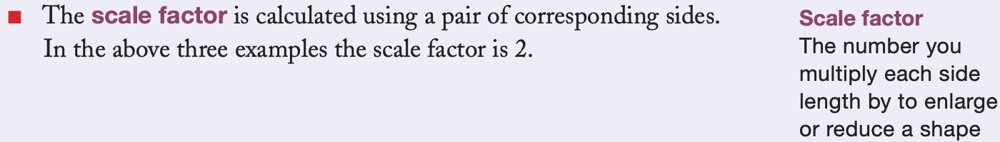 The scale factor is calculated using a pair of corresponding sides.
In the above three examples the scale factor is 2.
Scale factor
The number you
multiply each side
length by to enlarge
or reduce a shape